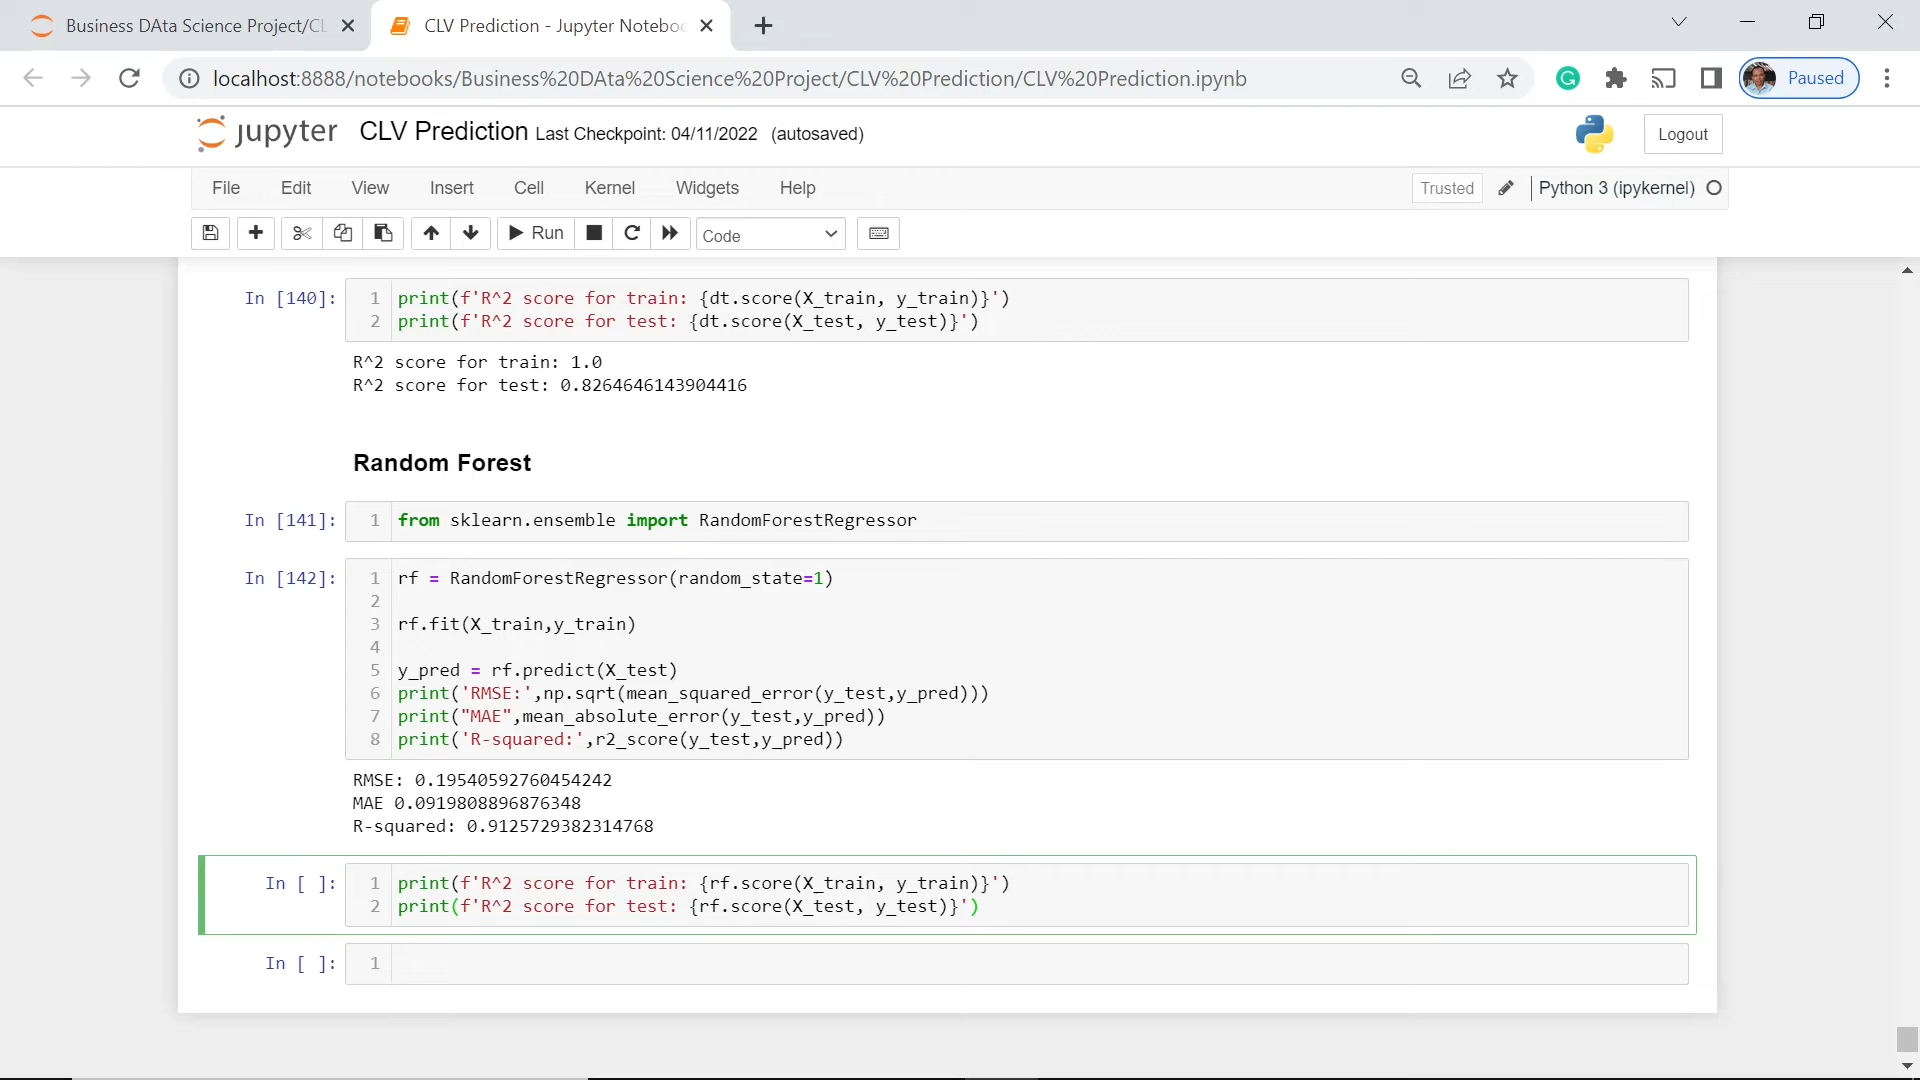 Business DAta Science Project/CL
CLV Prediction - Jupyter Noteboo
localhost:8888/notebooks/Business%20DAta%20Science%20Project/CLV%20Prediction/CLV%20Prediction.ipynb
G
Paused
jupyter CLV Prediction Last Checkpoint: 04/11/2022 (autosaved)
Logout
File Edit View Insert Cell Kernel Widgets Help
Trusted Python 3 (ipykernel)
Run Code
In [140]:
1 print(f'R^2 score for train: {dt.score(X_train, y_train)}')
2 print(f'R^2 score for test: {dt.score(X_test, y_test)}')
R^2 score for train: 1.0
R^2 score for test: 0.8264646143904416
Random Forest
In [141]: 1 from sklearn.ensemble import RandomForestRegressor
In [142]: 1 rf = RandomForestRegressor(random_state=1)
2
3 rf.fit(X_train,y_train)
4
5 y_pred = rf.predict(X_test)
6 print('RMSE:',np.sqrt(mean_squared_error(y_test,y_pred)))
7 print("MAE",mean_absolute_error(y_test,y_pred))
8 print('R-squared:',r2_score(y_test,y_pred))
RMSE: 0.19540592760454242
MAE 0.0919808896876348
R-squared: 0.9125729382314768
In [ ]: 1 print(f'R^2 score for train: {rf.score(X_train, y_train)}')
2 print(f'R^2 score for test: {rf.score(X_test, y_test)}')
In [ ]: 1